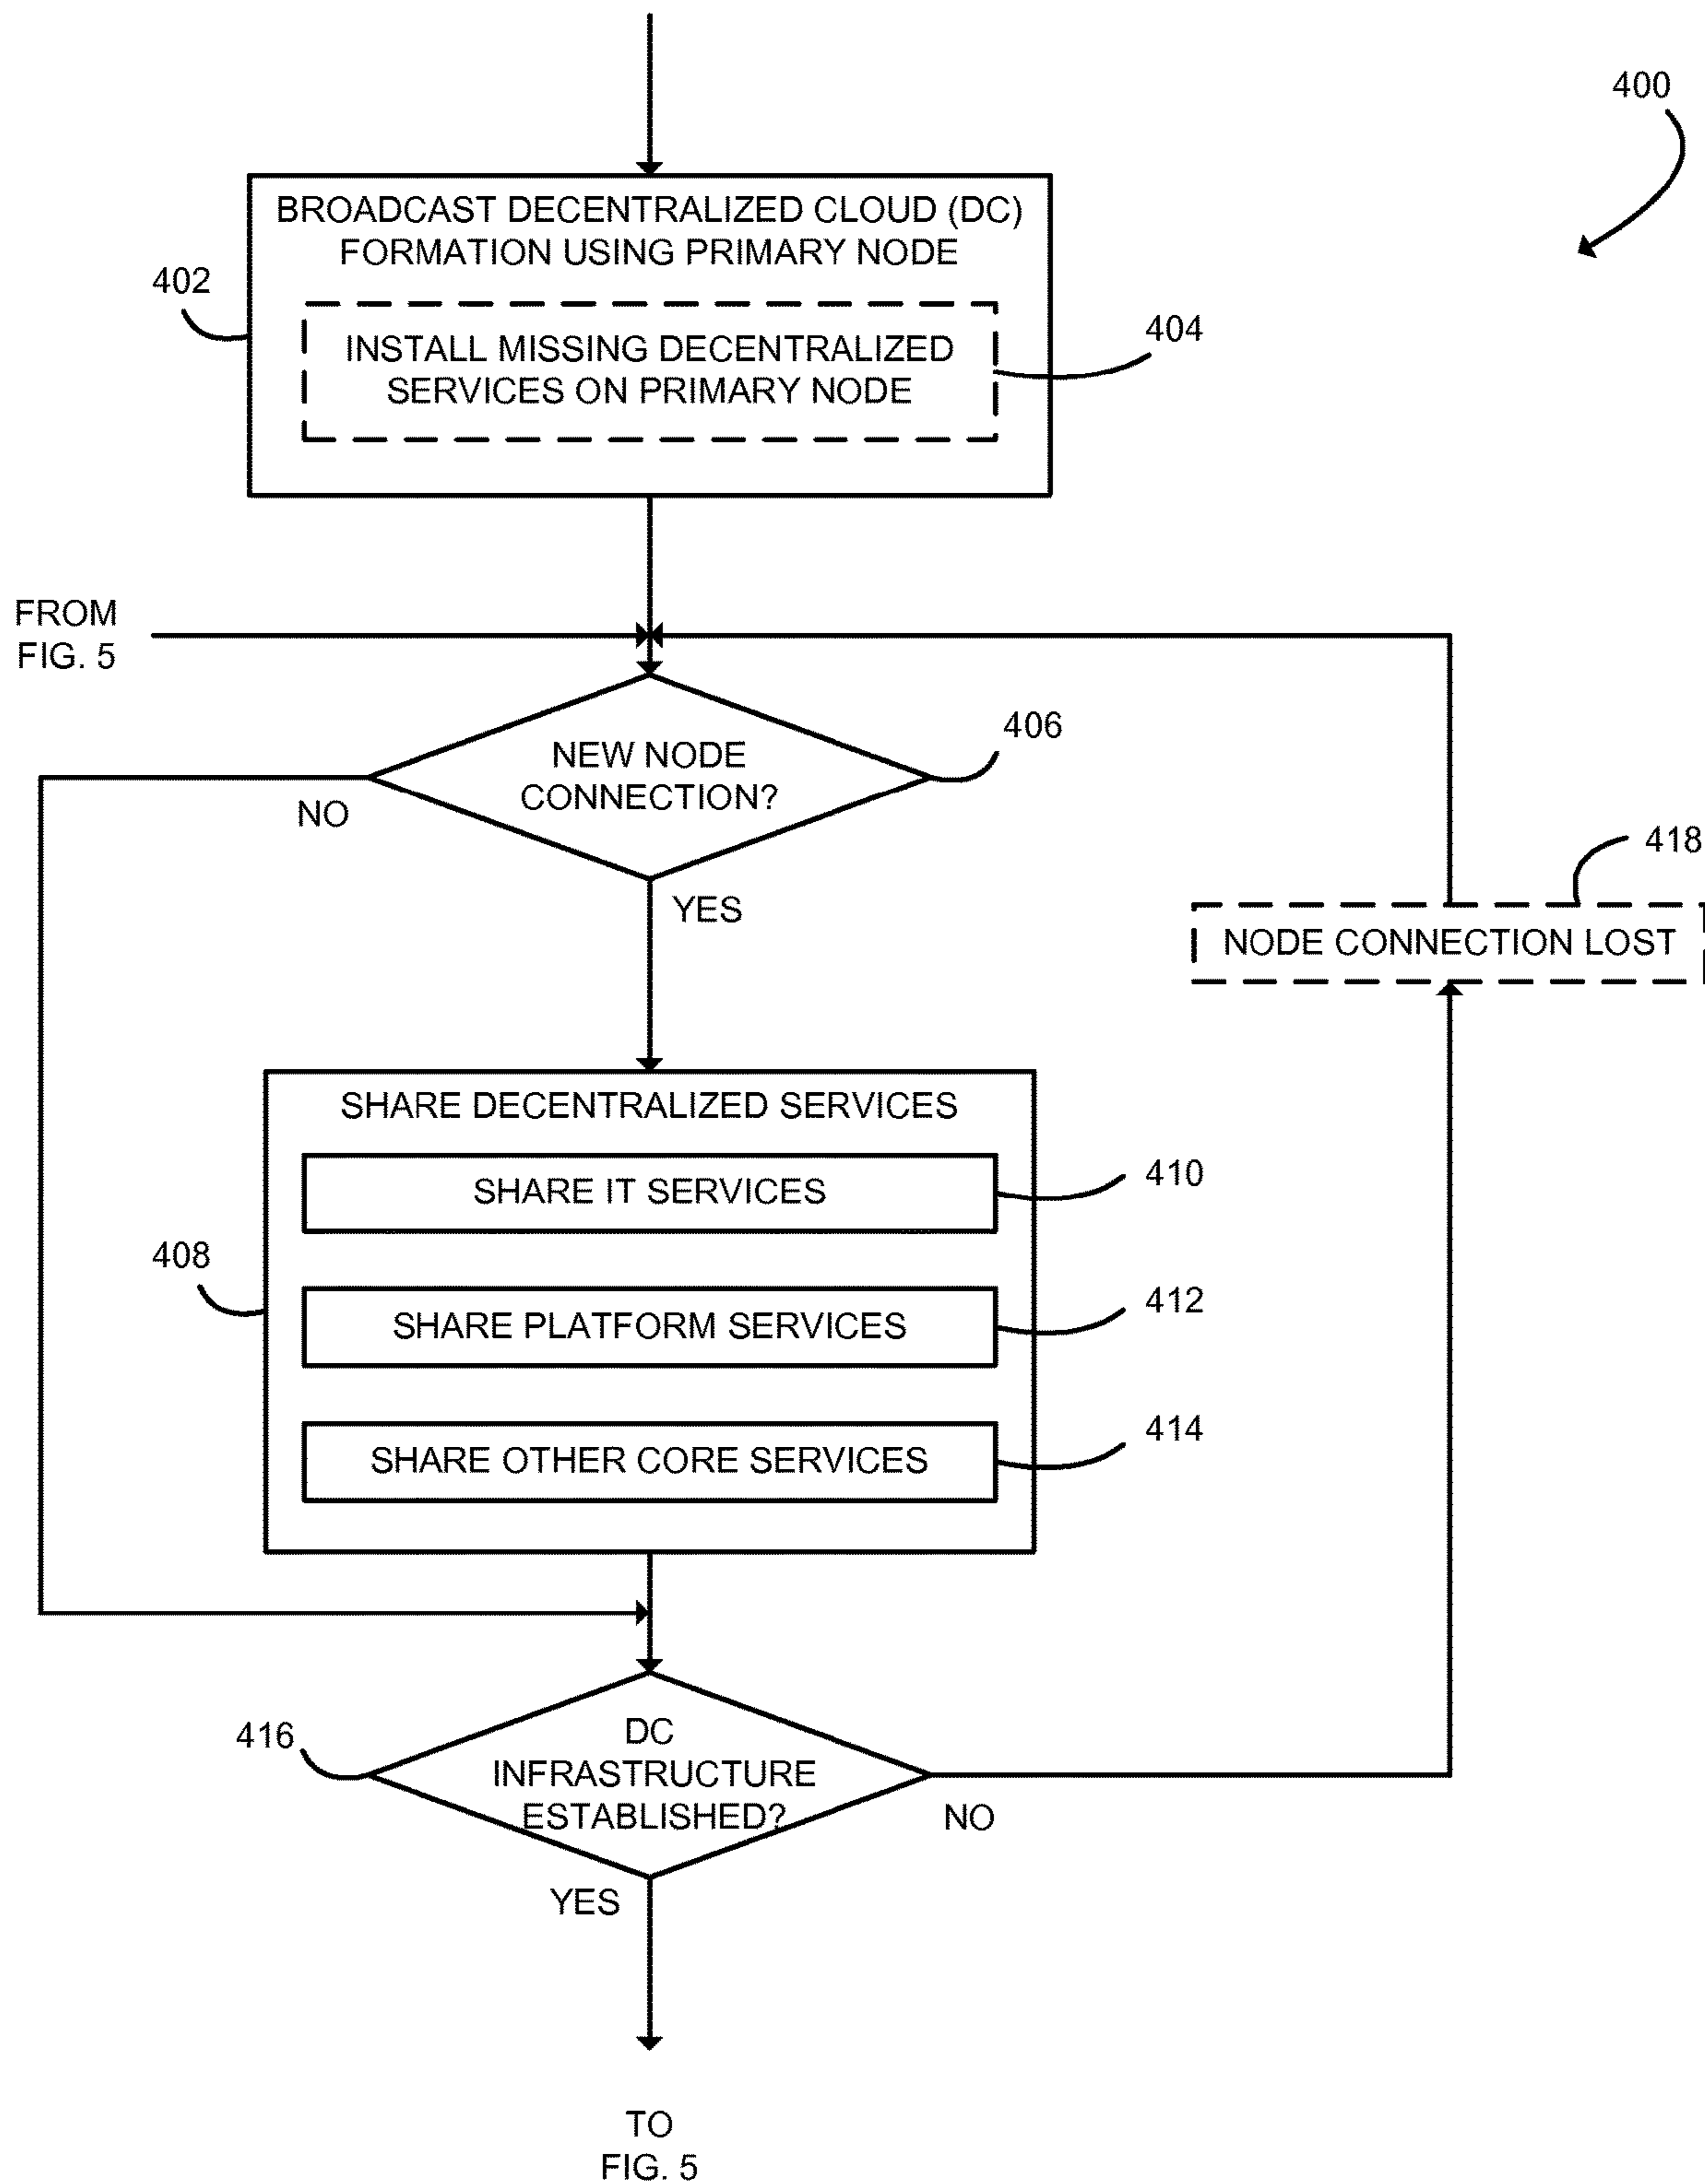 400
BROADCAST DECENTRALIZED CLOUD (DC)
FORMATION USING PRIMARY NODE
402
INSTALL MISSING DECENTRALIZED
SERVICES ON PRIMARY NODE
404
FROM
FIG. 5
NEW NODE
CONNECTION?
406
NO
YES
418
NODE CONNECTION LOST
SHARE DECENTRALIZED SERVICES
SHARE IT SERVICES
410
408
SHARE PLATFORM SERVICES
412
SHARE OTHER CORE SERVICES
414
416
DC
INFRASTRUCTURE
ESTABLISHED?
NO
YES
TO
FIG. 5